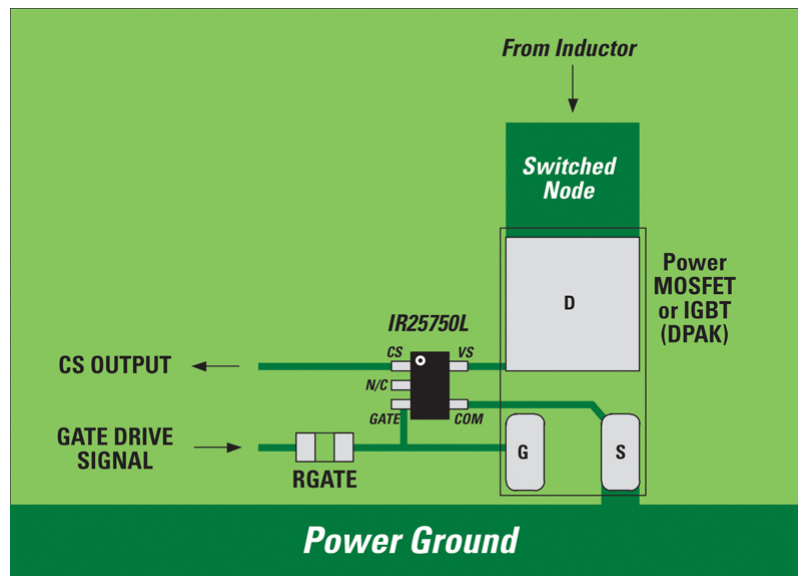 From Inductor
Switched
Node
Power
MOSFET
or IGBT
(DPAK)
D
IR25750L
CS
VS
CS OUTPUT
N/C
GATE
COM
GATE DRIVE
SIGNAL
G
S
RGATE
Power Ground